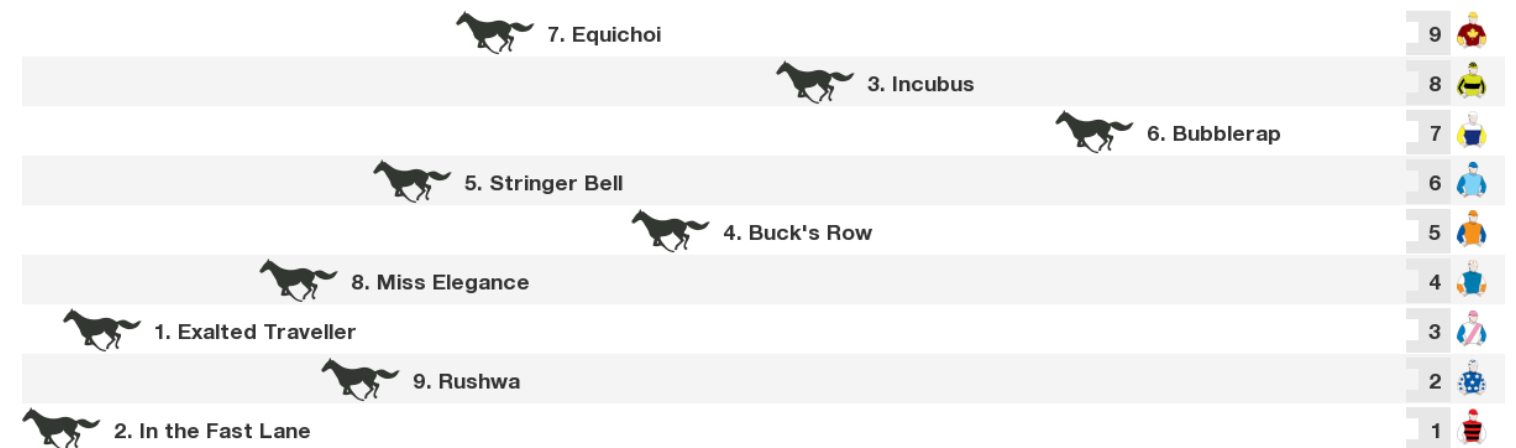 7. Equichoi 9
3. Incubus 8
6. Bubblerap 7
5. Stringer Bell 6
4. Buck's Row 5
8. Miss Elegance 4
1. Exalted Traveller 3
9. Rushwa 2
2. In the Fast Lane 1